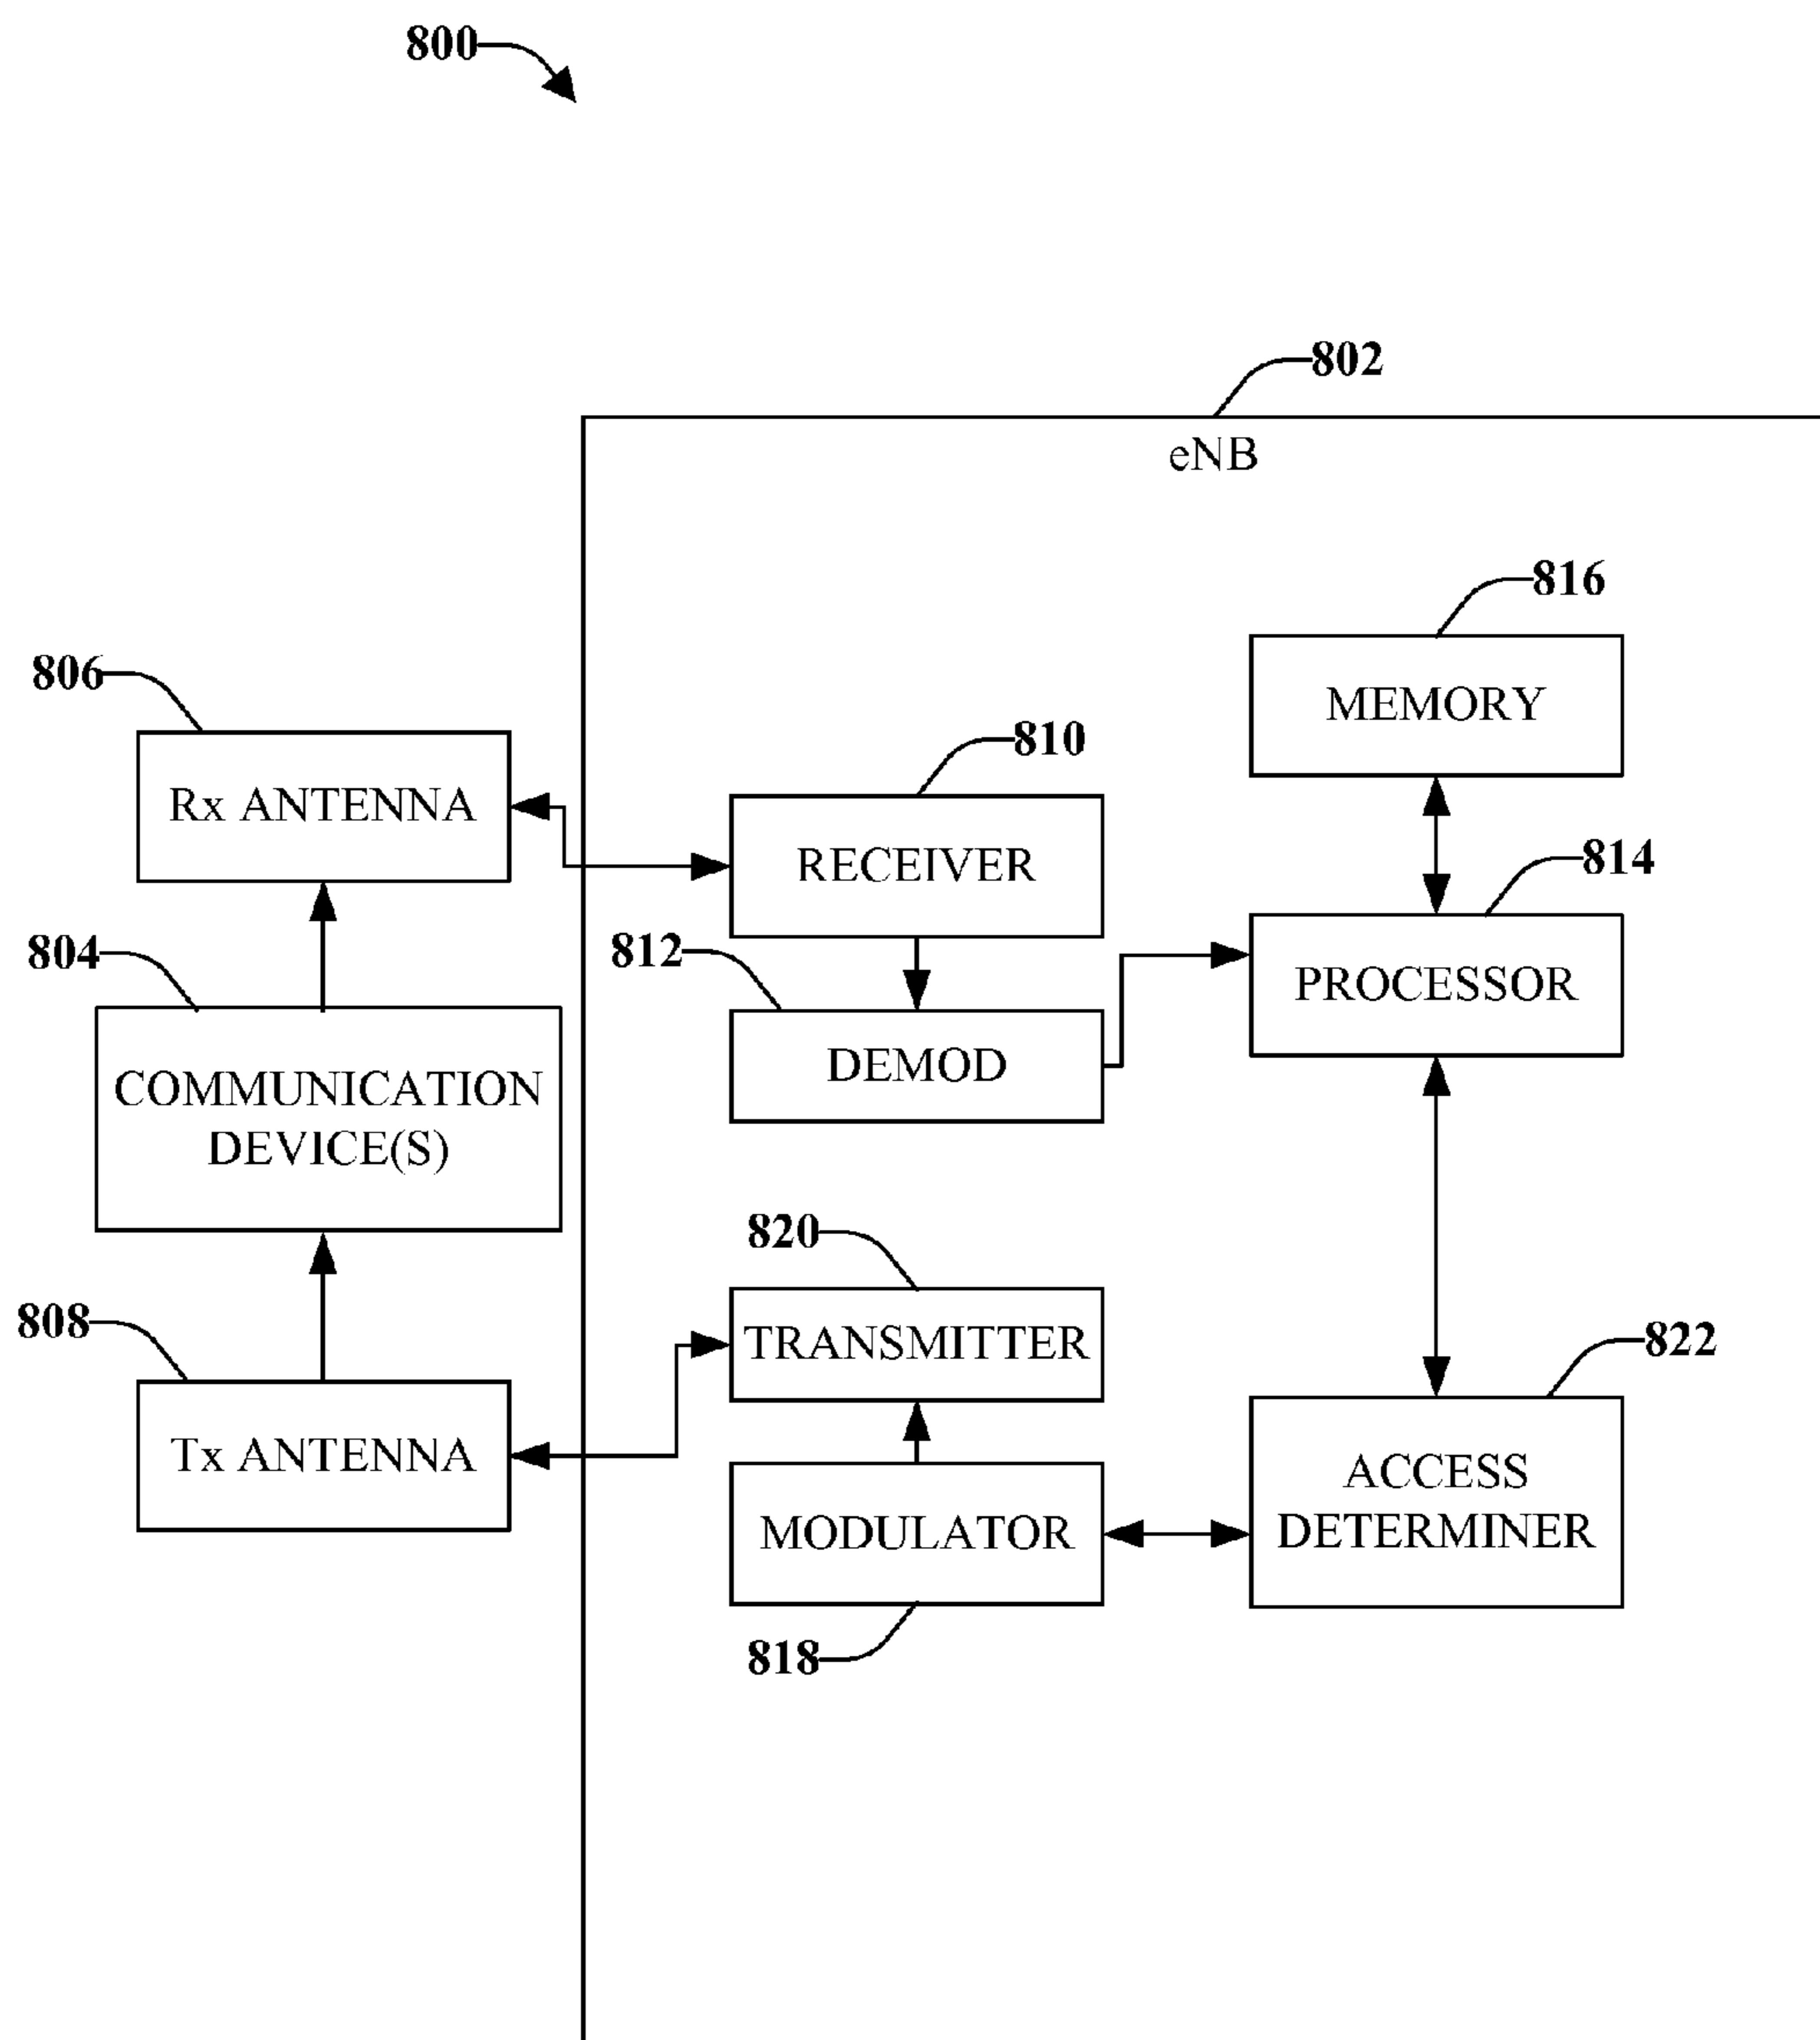 800
802
eNB
816
MEMORY
806
Rx ANTENNA
810
RECEIVER
814
PROCESSOR
804
COMMUNICATION
DEVICE(S)
812
DEMOD
820
TRANSMITTER
808
Tx ANTENNA
822
ACCESS
DETERMINER
MODULATOR
818